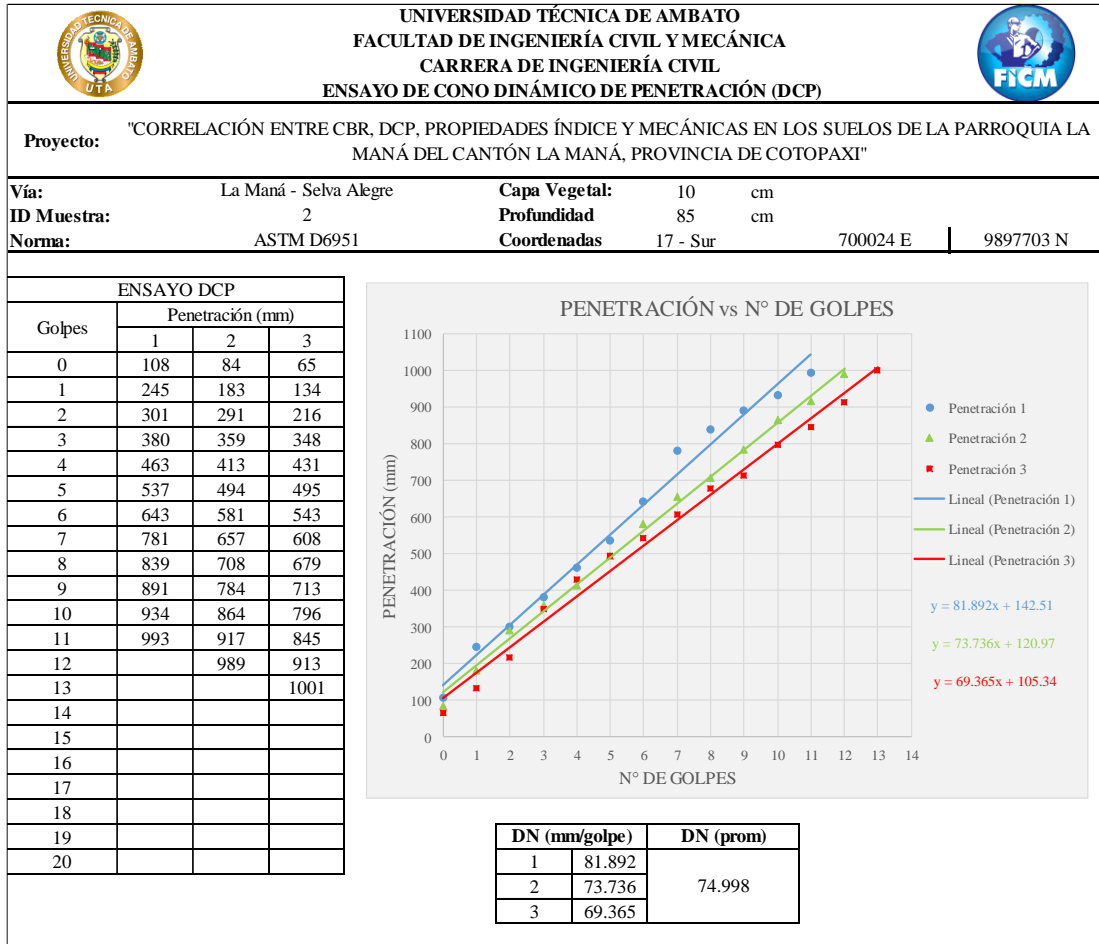 UNIVERSIDAD TÉCNICA DE AMBATO
FACULTAD DE INGENIERÍA CIVIL Y MECÁNICA
CARRERA DE INGENIERÍA CIVIL
ENSAYO DE CONO DINÁMICO DE PENETRACIÓN (DCP)
UNIVERSIDAD TECNICA DE AMBATO
UTA
FICM
Proyecto: "CORRELACIÓN ENTRE CBR, DCP, PROPIEDADES ÍNDICE Y MECÁNICAS EN LOS SUELOS DE LA PARROQUIA LA
MANÁ DEL CANTÓN LA MANÁ, PROVINCIA DE COTOPAXI"
Vía: La Maná - Selva Alegre Capa Vegetal: 10 cm
ID Muestra: 2 Profundidad 85 cm
Norma: ASTM D6951 Coordenadas 17 - Sur 700024 E 9897703 N
ENSAYO DCP
Golpes Penetración (mm)
1 2 3
0 108 84 65
1 245 183 134
2 301 291 216
3 380 359 348
4 463 413 431
5 537 494 495
6 643 581 543
7 781 657 608
8 839 708 679
9 891 784 713
10 934 864 796
11 993 917 845
12 989 913
13 1001
14
15
16
17
18
19
20
PENETRACIÓN vs N° DE GOLPES
PENETRACIÓN (mm)
1100
1000
900
800
700
600
500
400
300
200
100
0
0 1 2 3 4 5 6 7 8 9 10 11 12 13 14
N° DE GOLPES
Penetración 1
Penetración 2
Penetración 3
Lineal (Penetración 1)
Lineal (Penetración 2)
Lineal (Penetración 3)
y = 81.892x + 142.51
y = 73.736x + 120.97
y = 69.365x + 105.34
DN (mm/golpe) DN (prom)
1 81.892
2 73.736 74.998
3 69.365